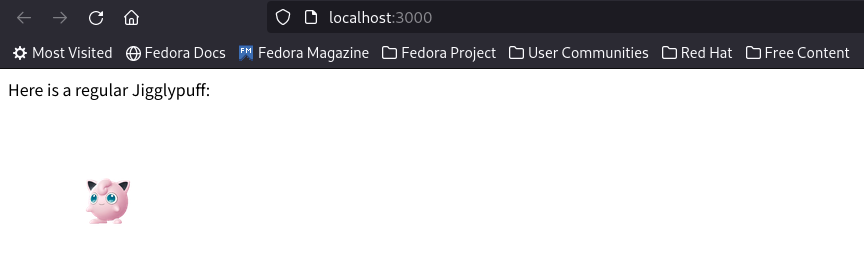 localhost:3000
Most Visited Fedora Docs FM Fedora Magazine Fedora Project User Communities Red Hat Free Content
Here is a regular Jigglypuff: